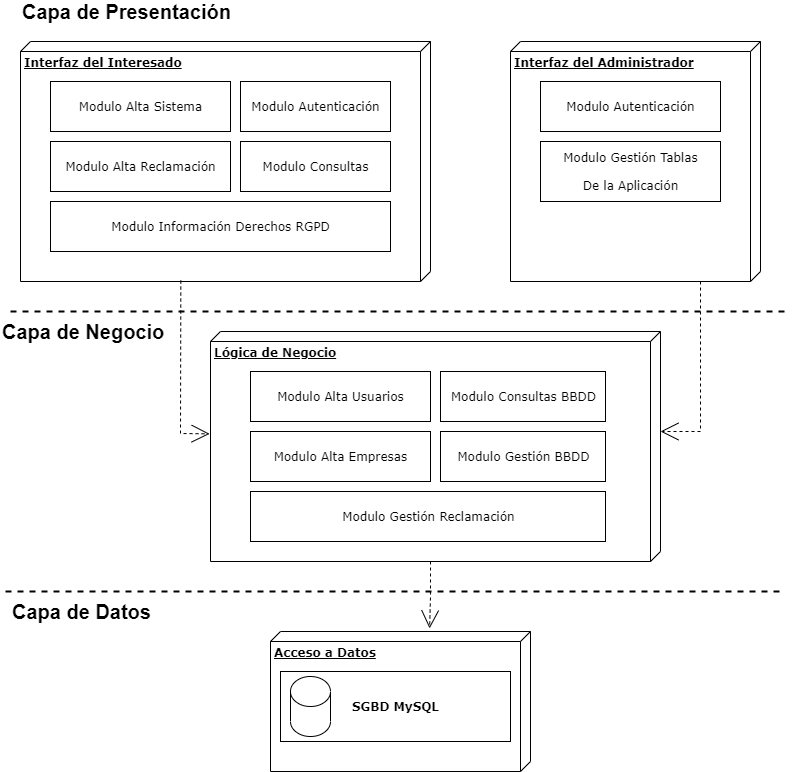 Capa de Presentación
Interfaz del Interesado
Modulo Alta Sistema
Modulo Autenticación
Modulo Alta Reclamación
Modulo Consultas
Modulo Información Derechos RGPD
Interfaz del Administrador
Modulo Autenticación
Modulo Gestión Tablas
De la Aplicación
Capa de Negocio
Lógica de Negocio
Modulo Alta Usuarios
Modulo Consultas BBDD
Modulo Alta Empresas
Modulo Gestión BBDD
Modulo Gestión Reclamación
Capa de Datos
Acceso a Datos
SGBD MySQL